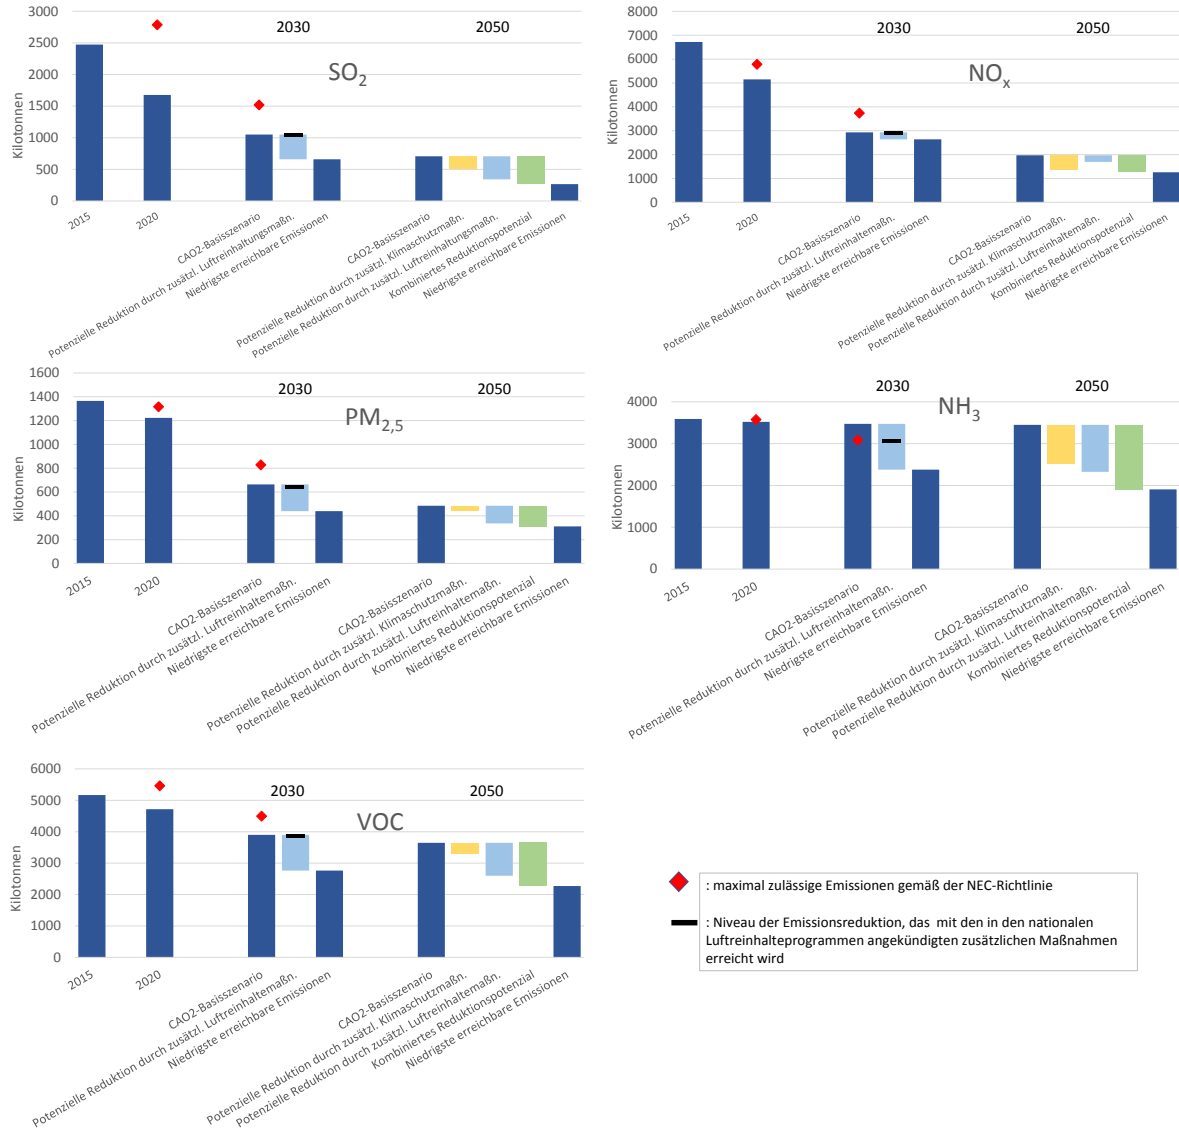 3000
2500
2000
1500
1000
500
0
Kilotonnen
2030
2050
SO2
2015
2020
CAO2-Basisszenario
Potenzielle Reduktion durch zusätzl. Luftreinhaltungsmaßn.
Niedrigste erreichbare Emissionen
CAO2-Basisszenario
Potenzielle Reduktion durch zusätzl. Klimaschutzmaßn.
Potenzielle Reduktion durch zusätzl. Luftreinhaltungsmaßn.
Kombiniertes Reduktionspotenzial
Niedrigste erreichbare Emissionen
8000
7000
6000
5000
4000
3000
2000
1000
0
Kilotonnen
2030
2050
NOx
2015
2020
CAO2-Basisszenario
Potenzielle Reduktion durch zusätzl. Luftreinhaltemaßn.
Niedrigste erreichbare Emissionen
CAO2-Basisszenario
Potenzielle Reduktion durch zusätzl. Klimaschutzmaßn.
Potenzielle Reduktion durch zusätzl. Luftreinhaltemaßn.
Kombiniertes Reduktionspotenzial
Niedrigste erreichbare Emissionen
1600
1400
1200
1000
800
600
400
200
0
Kilotonnen
2030
2050
PM2,5
2015
2020
CAO2-Basisszenario
Potenzielle Reduktion durch zusätzl. Luftreinhaltemaßn.
Niedrigste erreichbare Emissionen
CAO2-Basisszenario
Potenzielle Reduktion durch zusätzl. Klimaschutzmaßn.
Potenzielle Reduktion durch zusätzl. Luftreinhaltemaßn.
Kombiniertes Reduktionspotenzial
Niedrigste erreichbare Emissionen
4000
3000
2000
1000
0
Kilotonnen
2030
2050
NH3
2015
2020
CAO2-Basisszenario
Potenzielle Reduktion durch zusätzl. Luftreinhaltemaßn.
Niedrigste erreichbare Emissionen
CAO2-Basisszenario
Potenzielle Reduktion durch zusätzl. Klimaschutzmaßn.
Potenzielle Reduktion durch zusätzl. Luftreinhaltemaßn.
Kombiniertes Reduktionspotenzial
Niedrigste erreichbare Emissionen
6000
5000
4000
3000
2000
1000
0
Kilotonnen
2030
2050
VOC
2015
2020
CAO2-Basisszenario
Potenzielle Reduktion durch zusätzl. Luftreinhaltemaßn.
Niedrigste erreichbare Emissionen
CAO2-Basisszenario
Potenzielle Reduktion durch zusätzl. Klimaschutzmaßn.
Potenzielle Reduktion durch zusätzl. Luftreinhaltemaßn.
Kombiniertes Reduktionspotenzial
Niedrigste erreichbare Emissionen
: maximal zulässige Emissionen gemäß der NEC-Richtlinie
: Niveau der Emissionsreduktion, das mit den in den nationalen
Luftreinhalteprogrammen angekündigten zusätzlichen Maßnahmen
erreicht wird